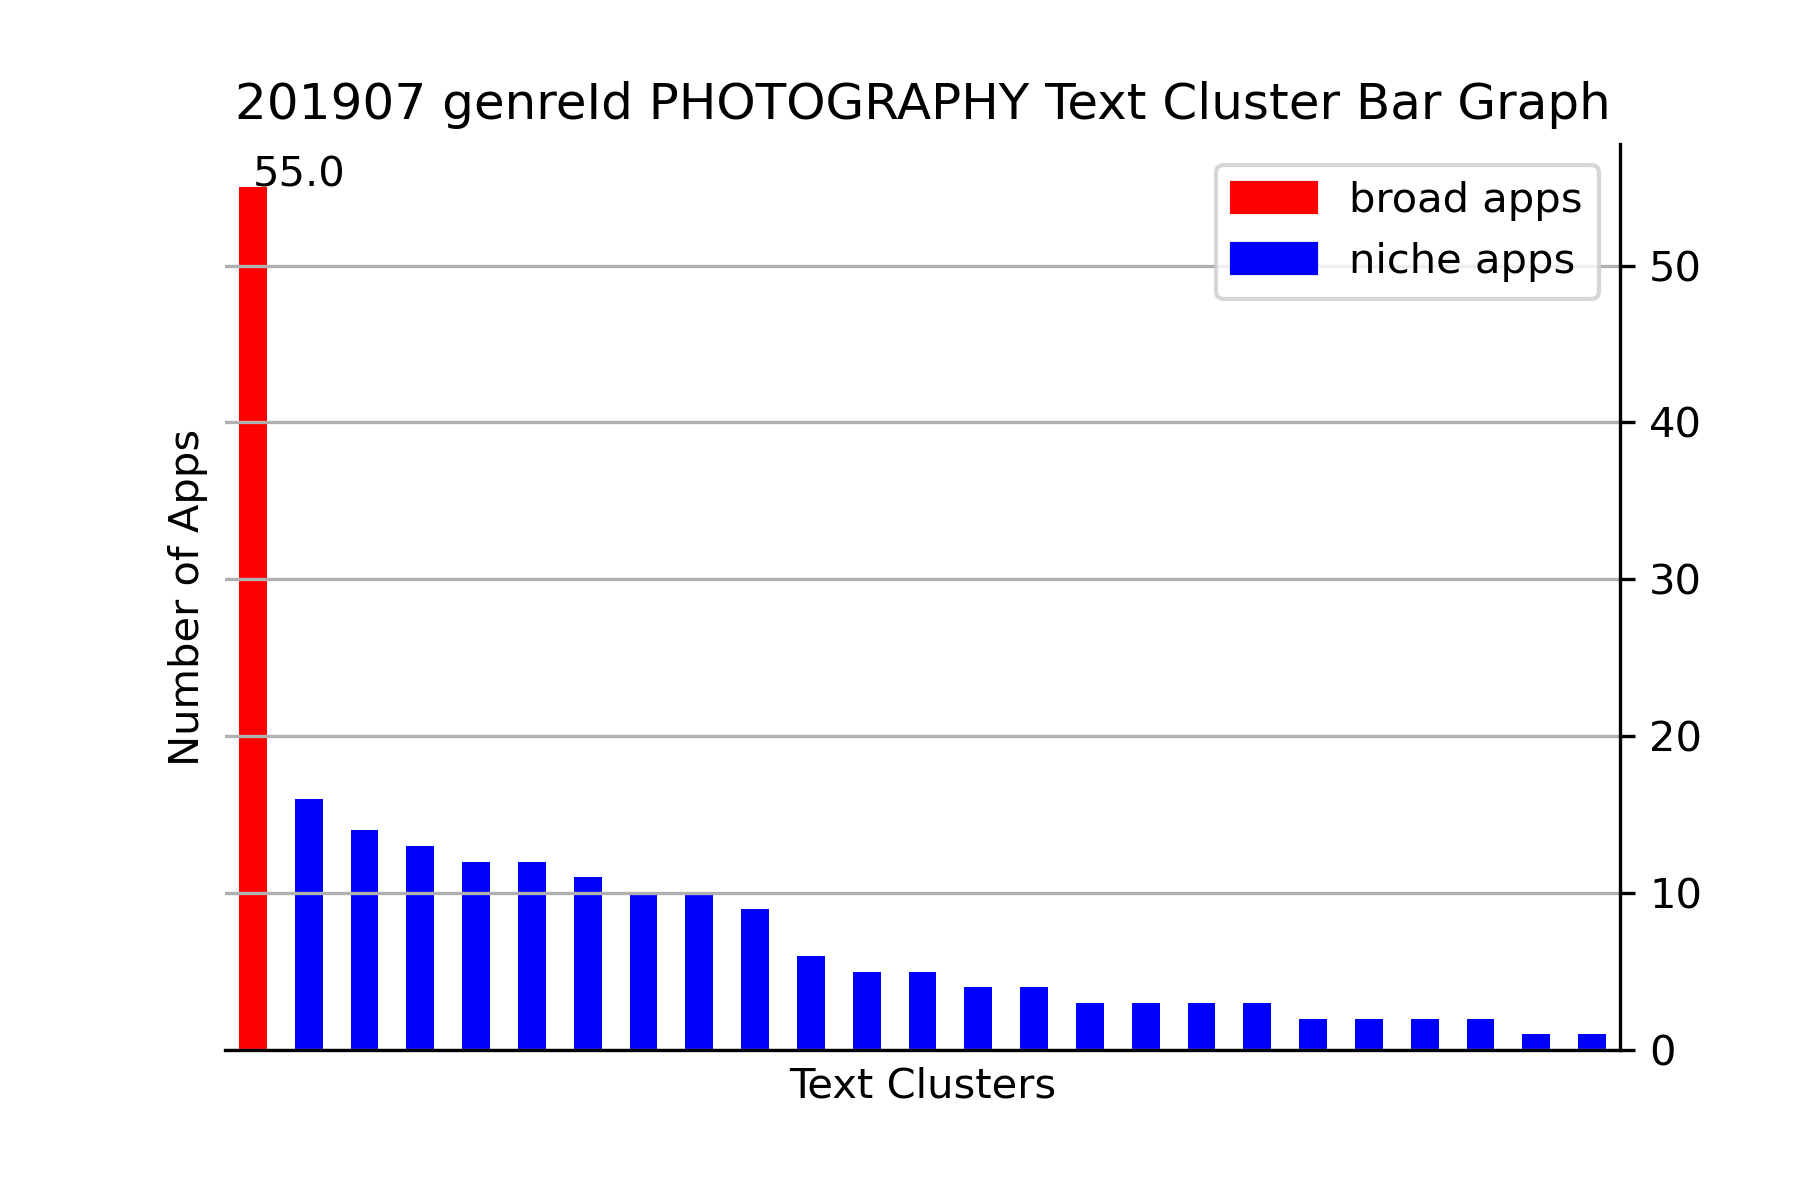 201907 genreId PHOTOGRAPHY Text Cluster Bar Graph
55.0
broad apps
niche apps
50
40
30
20
10
0
Number of Apps
Text Clusters